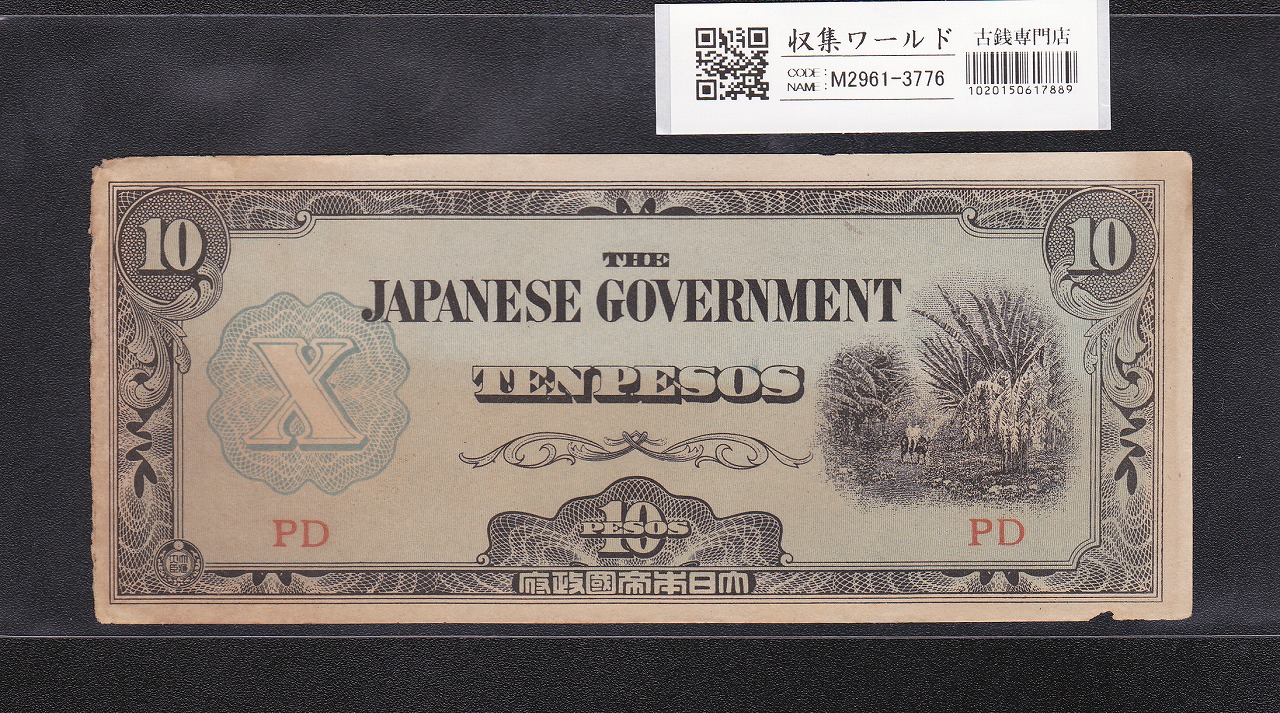 収集ワールド 古銭専門店
CODE:
NAME: M2961-3776
1020150617889
10 10
THE
JAPANESE GOVERNMENT
TEN PESOS
X
PD PD
10
PESOS
府政國帝本日大